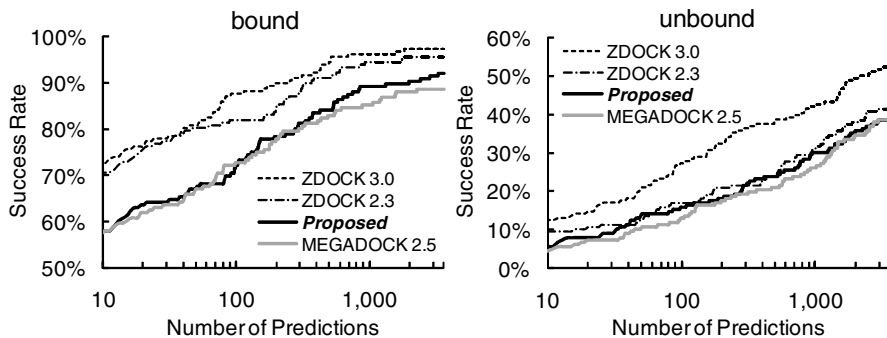 bound
100%
90%
80%
70%
60%
50%
Success Rate
ZDOCK 3.0
ZDOCK 2.3
Proposed
MEGADOCK 2.5
10
100
1,000
Number of Predictions
unbound
60%
50%
40%
30%
20%
10%
0%
Success Rate
ZDOCK 3.0
ZDOCK 2.3
Proposed
MEGADOCK 2.5
10
100
1,000
Number of Predictions